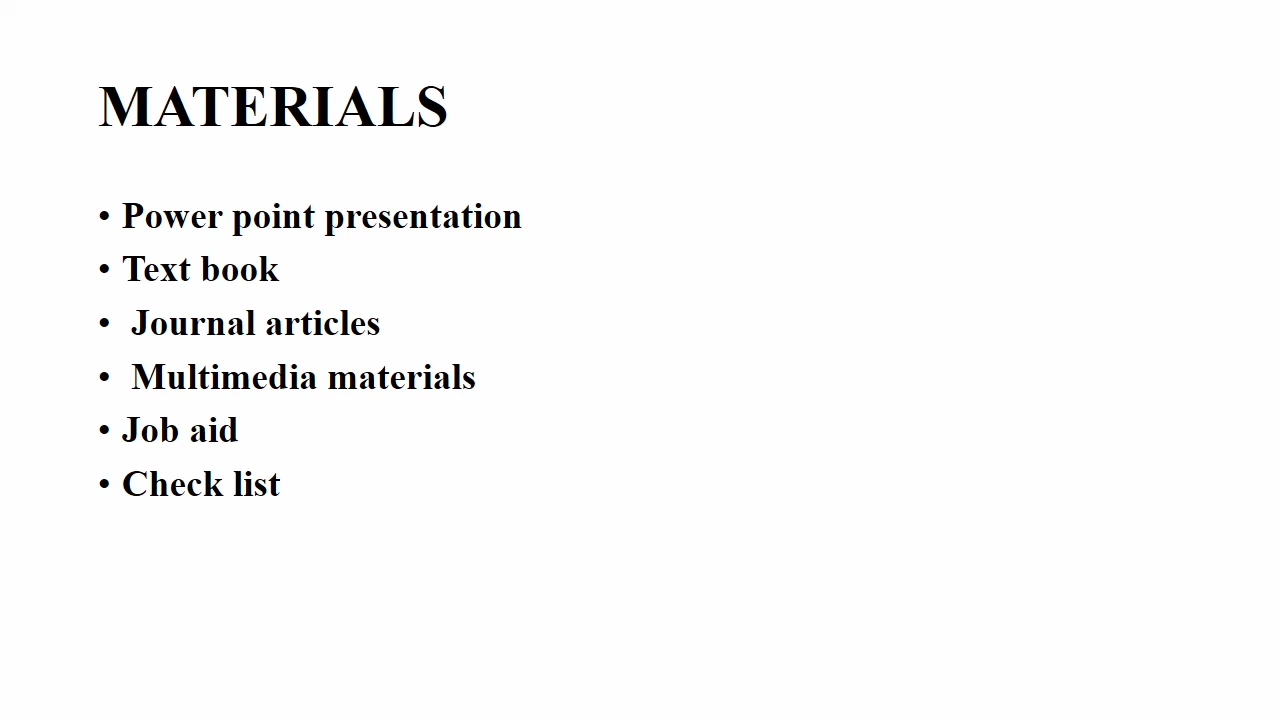 MATERIALS
• Power point presentation
• Text book
• Journal articles
• Multimedia materials
• Job aid
• Check list